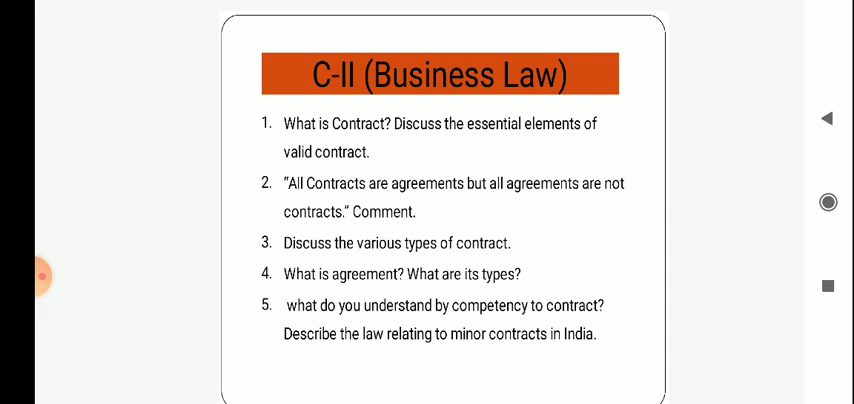 C-II (Business Law)
1. What is Contract? Discuss the essential elements of
valid contract.
2. "All Contracts are agreements but all agreements are not
contracts." Comment.
3. Discuss the various types of contract.
4. What is agreement? What are its types?
5. what do you understand by competency to contract?
Describe the law relating to minor contracts in India.